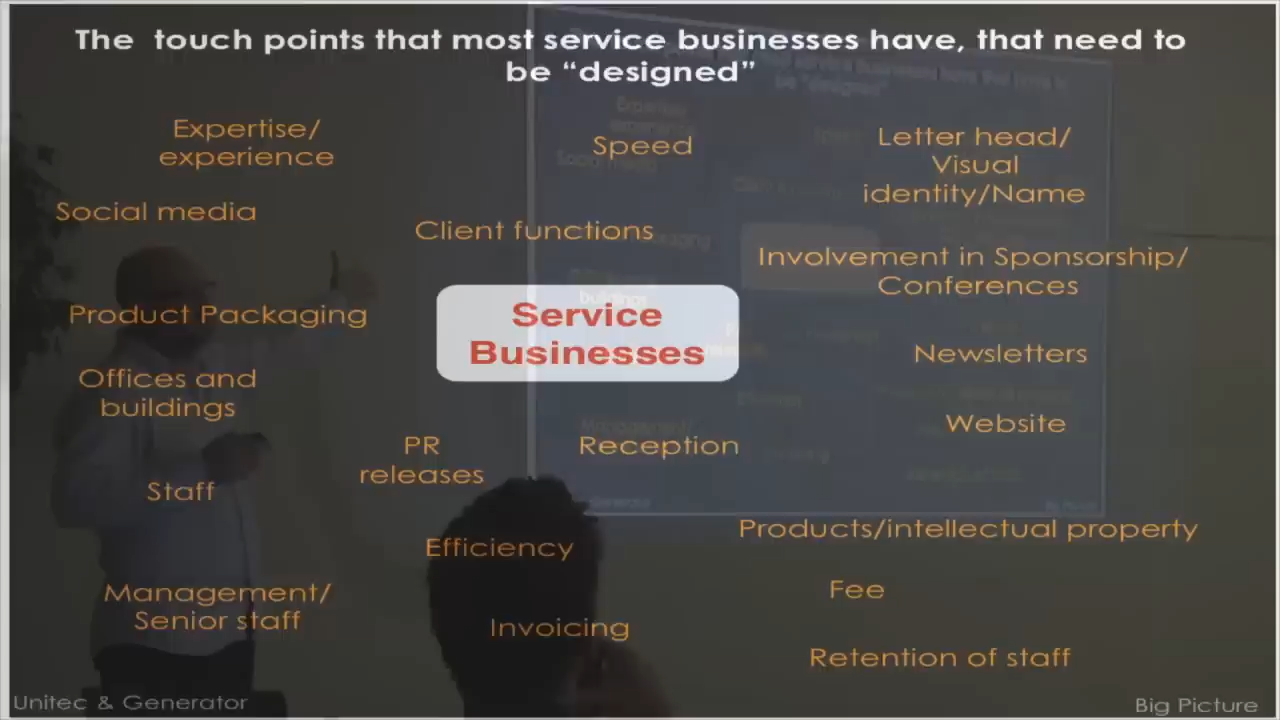 The touch points that most service businesses have, that need to
be “designed”
Expertise/
experience
Speed
Letter head/
Visual
identity/Name
Social media
Client functions
Involvement in Sponsorship/
Conferences
Product Packaging
Service
Businesses
Newsletters
Offices and
buildings
Website
PR
releases
Reception
Staff
Products/intellectual property
Efficiency
Fee
Management/
Senior staff
Invoicing
Retention of staff
Unitec & Generator
Big Picture